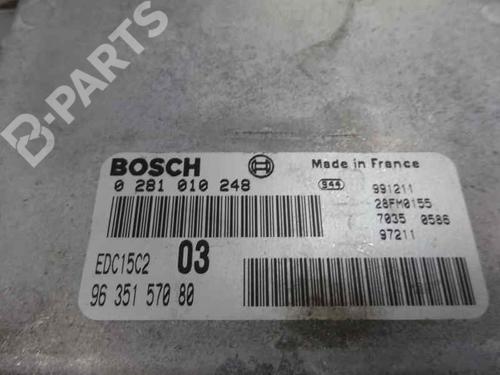 B-PARTS
BOSCH
Made in France
0 281 010 248
S44
991211
28FM0155
7035 0586
97211
EDC15C2
03
96 351 570 80